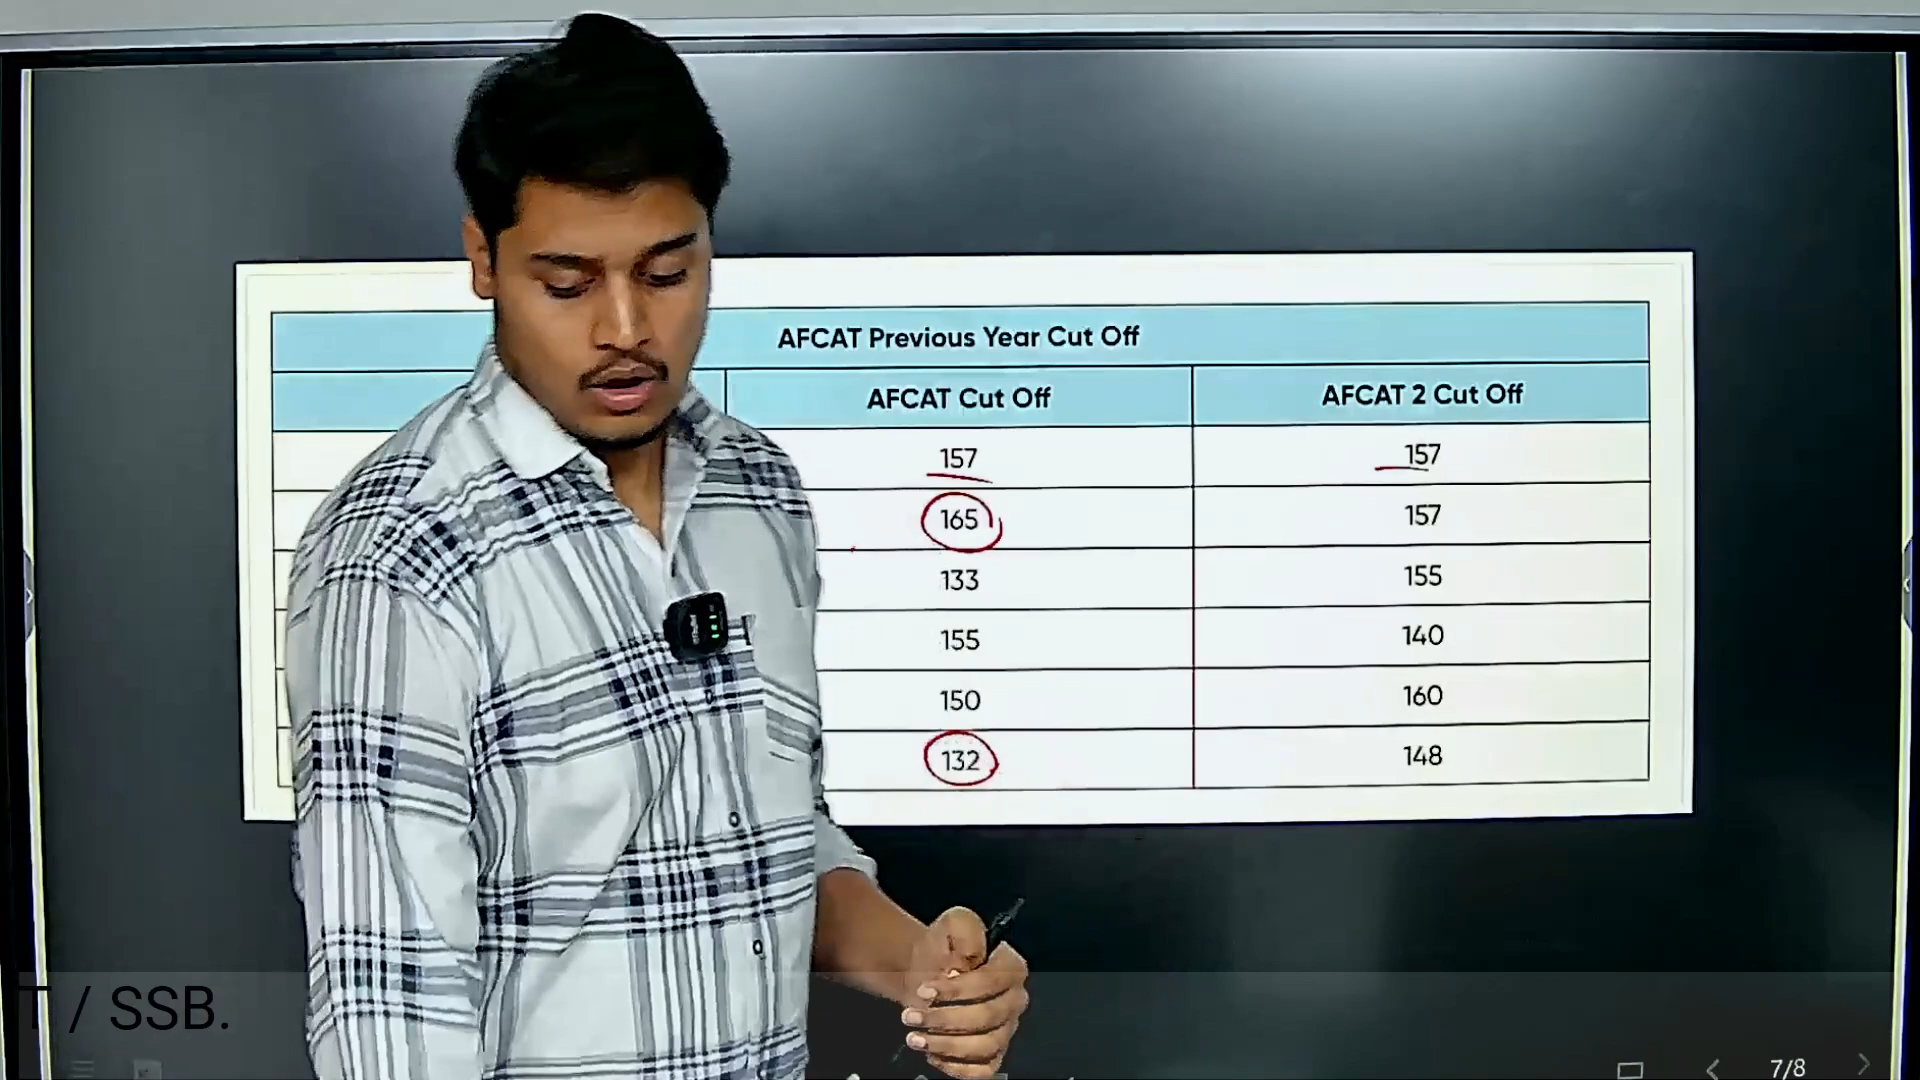 AFCAT Previous Year Cut Off
AFCAT Cut Off AFCAT 2 Cut Off
157 157
165 157
133 155
155 140
150 160
132 148
T / SSB.
7/8